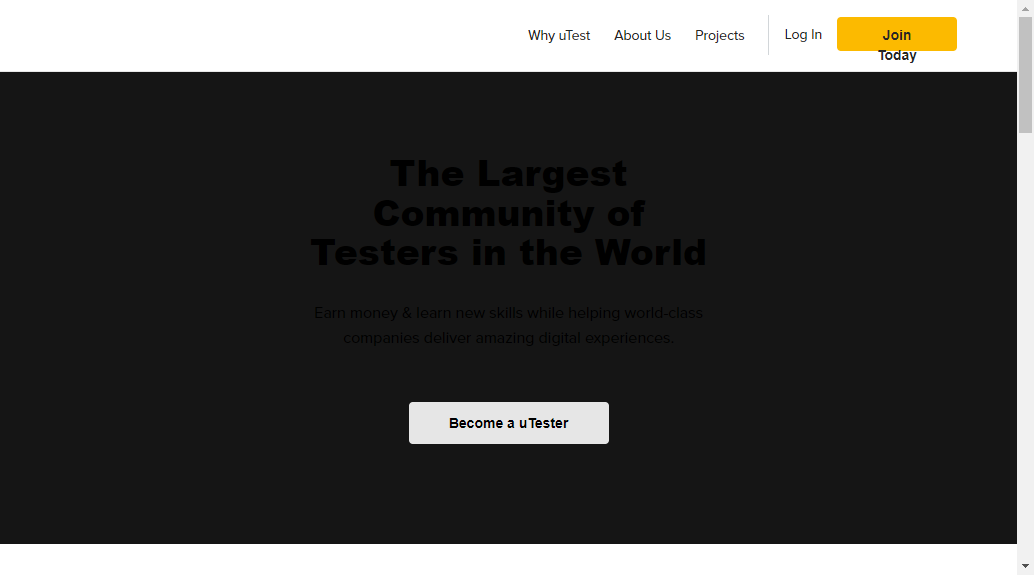 Why uTest
About Us
Projects
Log In
Join
Today
The Largest
Community of
Testers in the World
Earn money & learn new skills while helping world-class
companies deliver amazing digital experiences.
Become a uTester